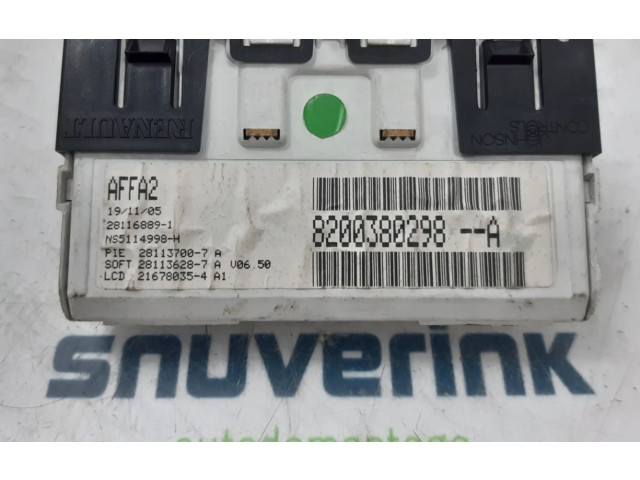 RENAULT
JOHNSON
CONTROLS
AFFA2
19/11/05
28116889-1
NS5114998-H
PIE 28113700-7 A
SOFT 28113628-7 A V06.50
LCD 21678035-4 A1
8200380298 --A
snuverink
autodemontage